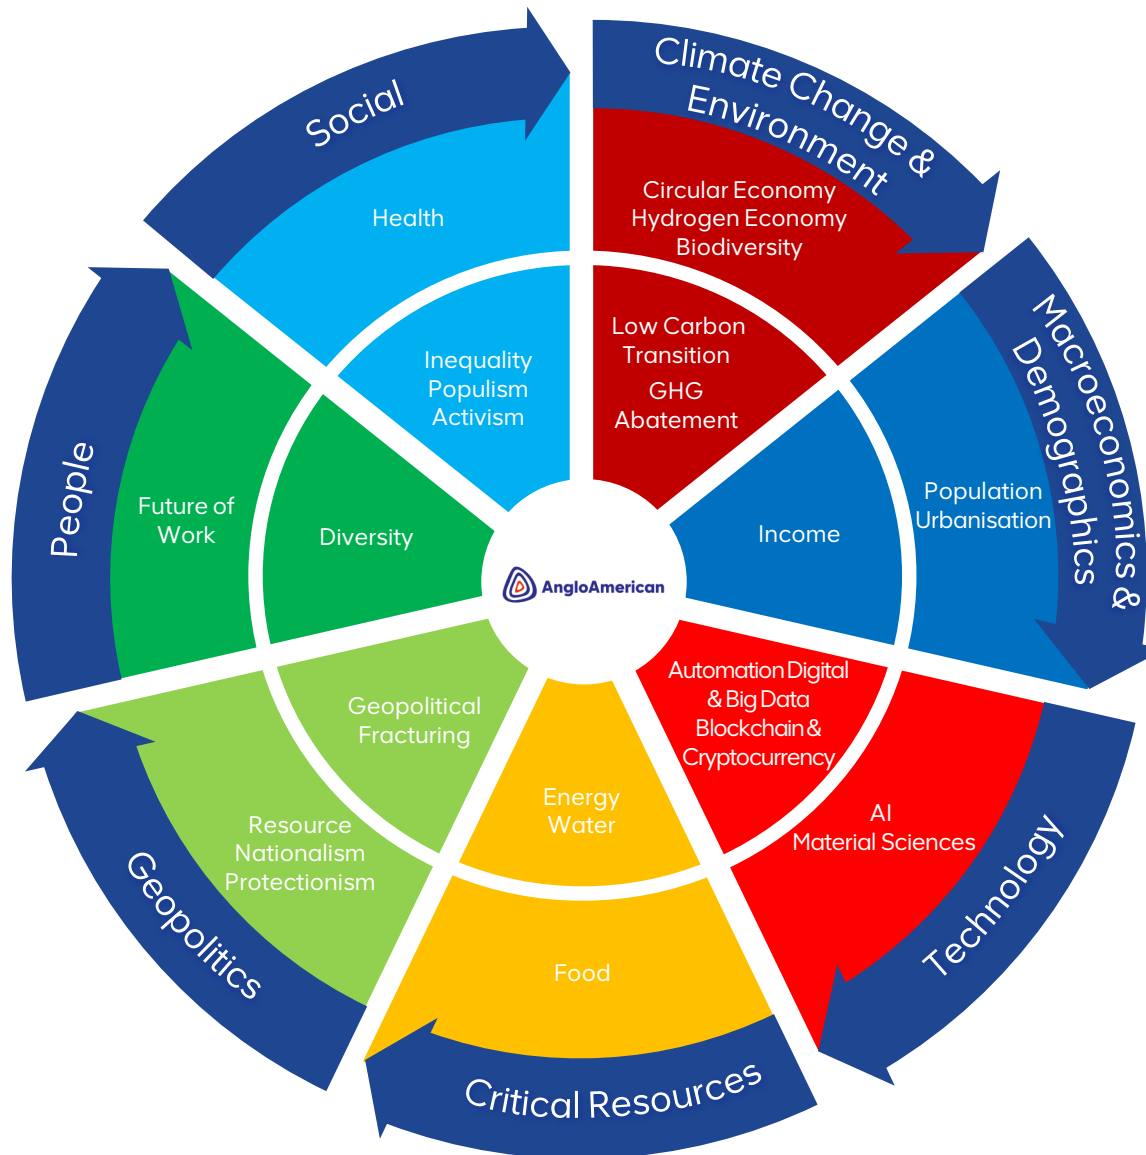 Climate Change &
Environment
Circular Economy
Hydrogen Economy
Biodiversity
Low Carbon
Transition
GHG
Abatement
Macroeconomics &
Demographics
Population
Urbanisation
Income
Technology
Automation Digital
& Big Data
Blockchain &
Cryptocurrency
AI
Material Sciences
Critical Resources
Energy
Water
Food
Geopolitics
Geopolitical
Fracturing
Resource
Nationalism
Protectionism
People
Future of
Work
Diversity
Social
Health
Inequality
Populism
Activism
AngloAmerican